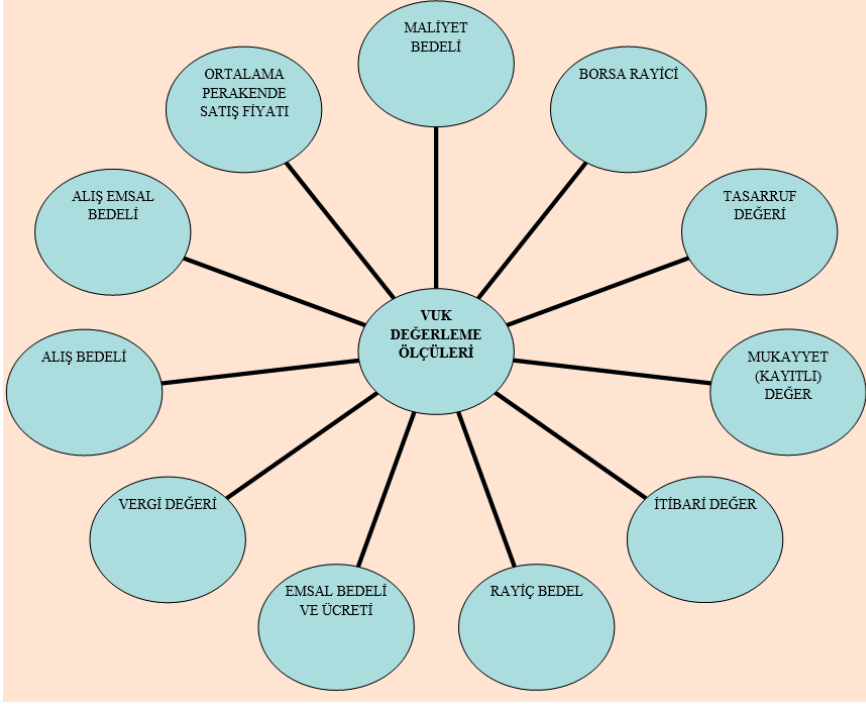 MALİYET
BEDELİ
BORSA RAYİCİ
TASARRUF
DEĞERİ
MUKAYYET
(KAYITLI)
DEĞER
İTİBARİ DEĞER
RAYİÇ BEDEL
EMSAL BEDELİ
VE ÜCRETİ
VERGİ DEĞERİ
ALIŞ BEDELİ
ALIŞ EMSAL
BEDELİ
ORTALAMA
PERAKENDE
SATIŞ FİYATI
VUK
DEĞERLEME
ÖLÇÜLERİ